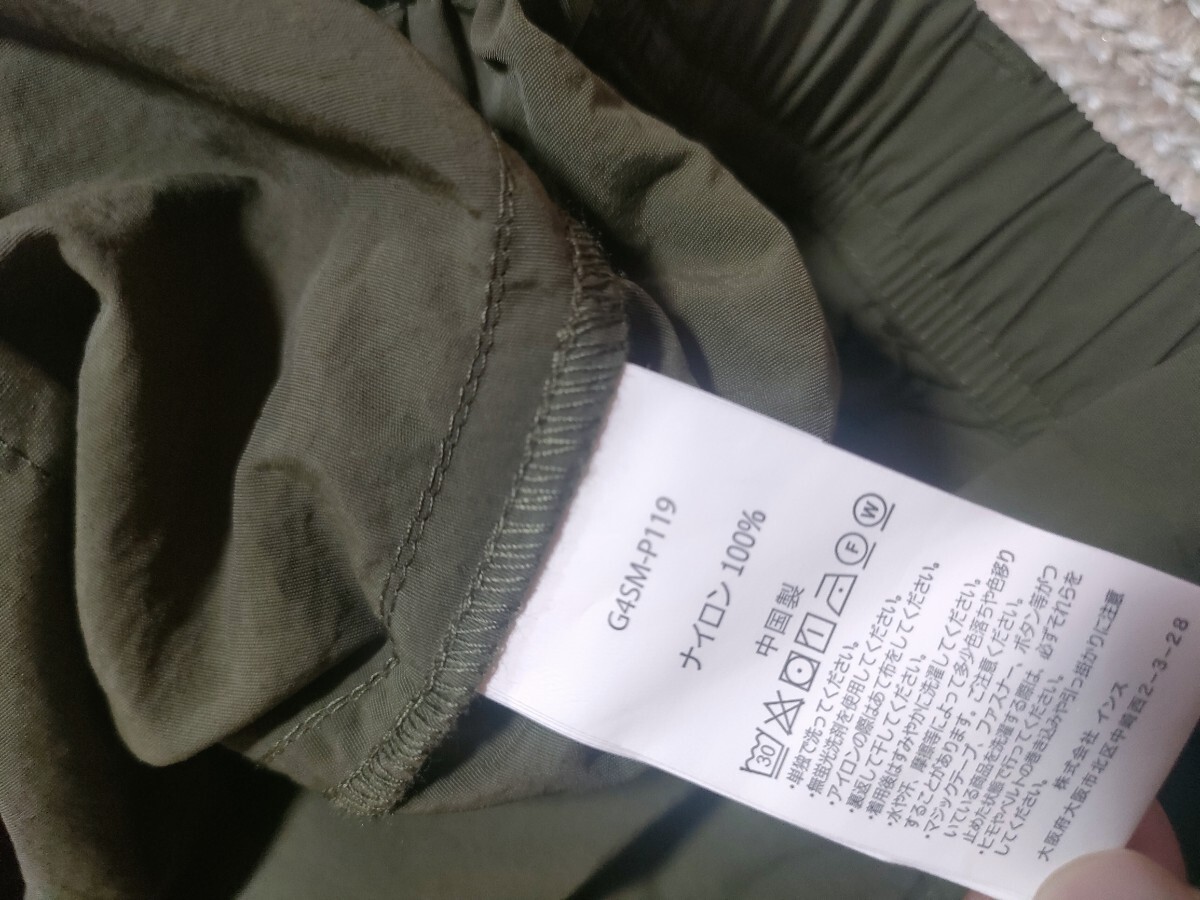 G4SM-P119
ナイロン 100%
中国製
30 F W
・単独で洗ってください。
・無蛍光洗剤を使用してください。
・アイロンの際はあて布をしてください。
・裏返して干してください。
・着用後はすみやかに洗濯してください。
・水や汗、摩擦等によって多少色落ちや色移り
することがあります。ご注意ください。
・マジックテープ、ファスナー、ボタン等がつ
いている商品を洗濯する際は、必ずそれらを
止めた状態で行ってください。
・ヒモやベルトの巻き込みや引っ掛かりに注意
してください。
株式会社 インス
大阪府大阪市北区中崎西2-3-28